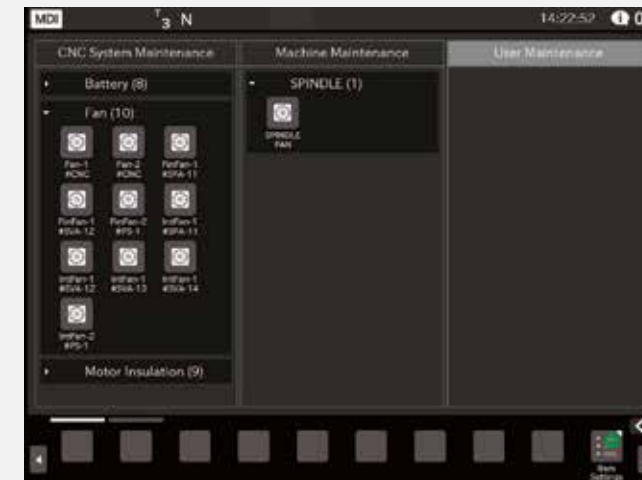 MDI
T
3 N
14:22:52
CNC System Maintenance
Machine Maintenance
User Maintenance
Battery (8)
Fan (10)
Fan-1
#CNC
Fan-2
#CNC
FinFan-1
#SPA-11
FinFan-1
#SVA-12
FinFan-2
#PS-1
IntFan-1
#SPA-11
IntFan-1
#SVA-12
IntFan-1
#SVA-13
IntFan-1
#SVA-14
IntFan-2
#PS-1
Motor Insulation (9)
SPINDLE (1)
SPINDLE
FAN
Item
Settings